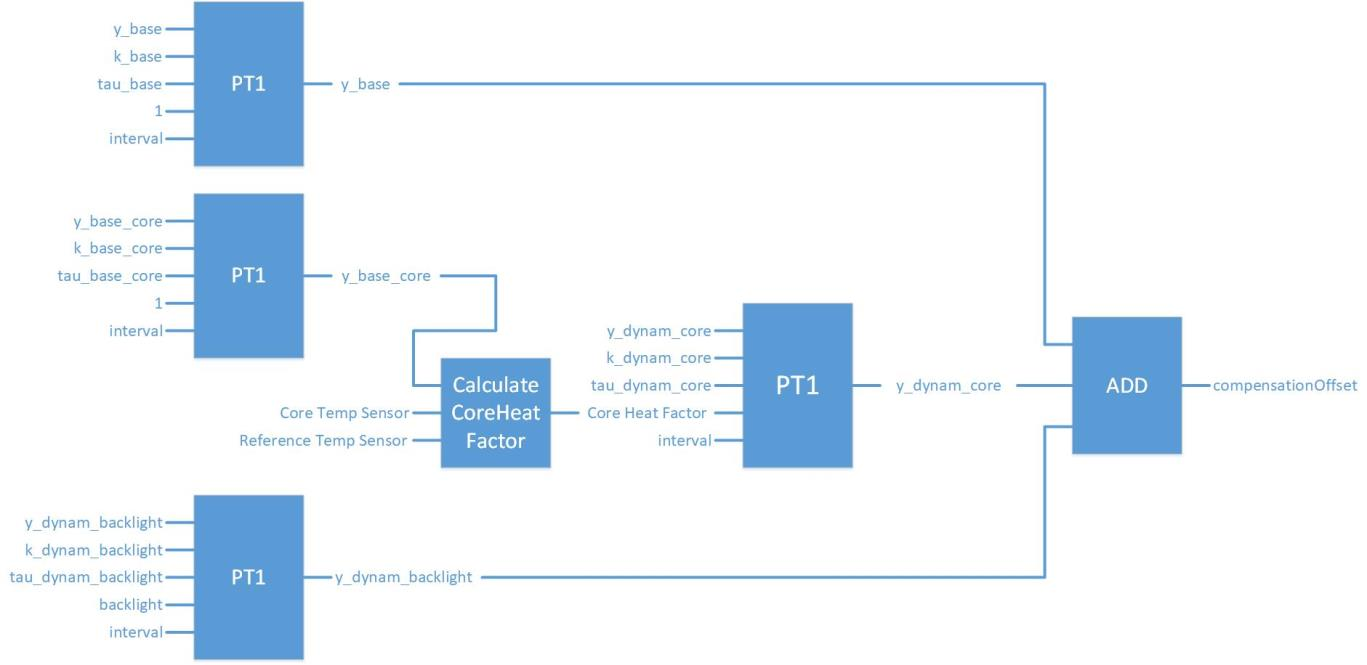 y_base
k_base
tau_base
1
interval
PT1
y_base
y_base_core
k_base_core
tau_base_core
1
interval
PT1
y_base_core
Core Temp Sensor
Reference Temp Sensor
Calculate
CoreHeat
Factor
y_dynam_core
k_dynam_core
tau_dynam_core
Core Heat Factor
interval
PT1
y_dynam_core
ADD
compensationOffset
y_dynam_backlight
k_dynam_backlight
tau_dynam_backlight
backlight
interval
PT1
y_dynam_backlight